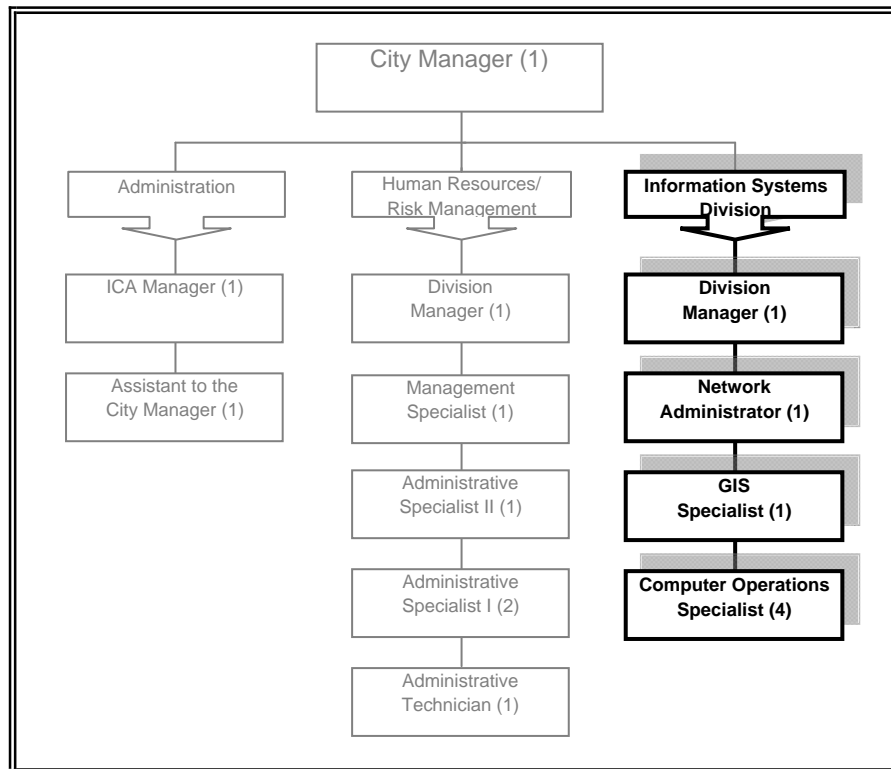 City Manager (1)
Administration
Human Resources/
Risk Management
Information Systems
Division
ICA Manager (1)
Assistant to the
City Manager (1)
Division
Manager (1)
Management
Specialist (1)
Administrative
Specialist II (1)
Administrative
Specialist I (2)
Administrative
Technician (1)
Division
Manager (1)
Network
Administrator (1)
GIS
Specialist (1)
Computer Operations
Specialist (4)